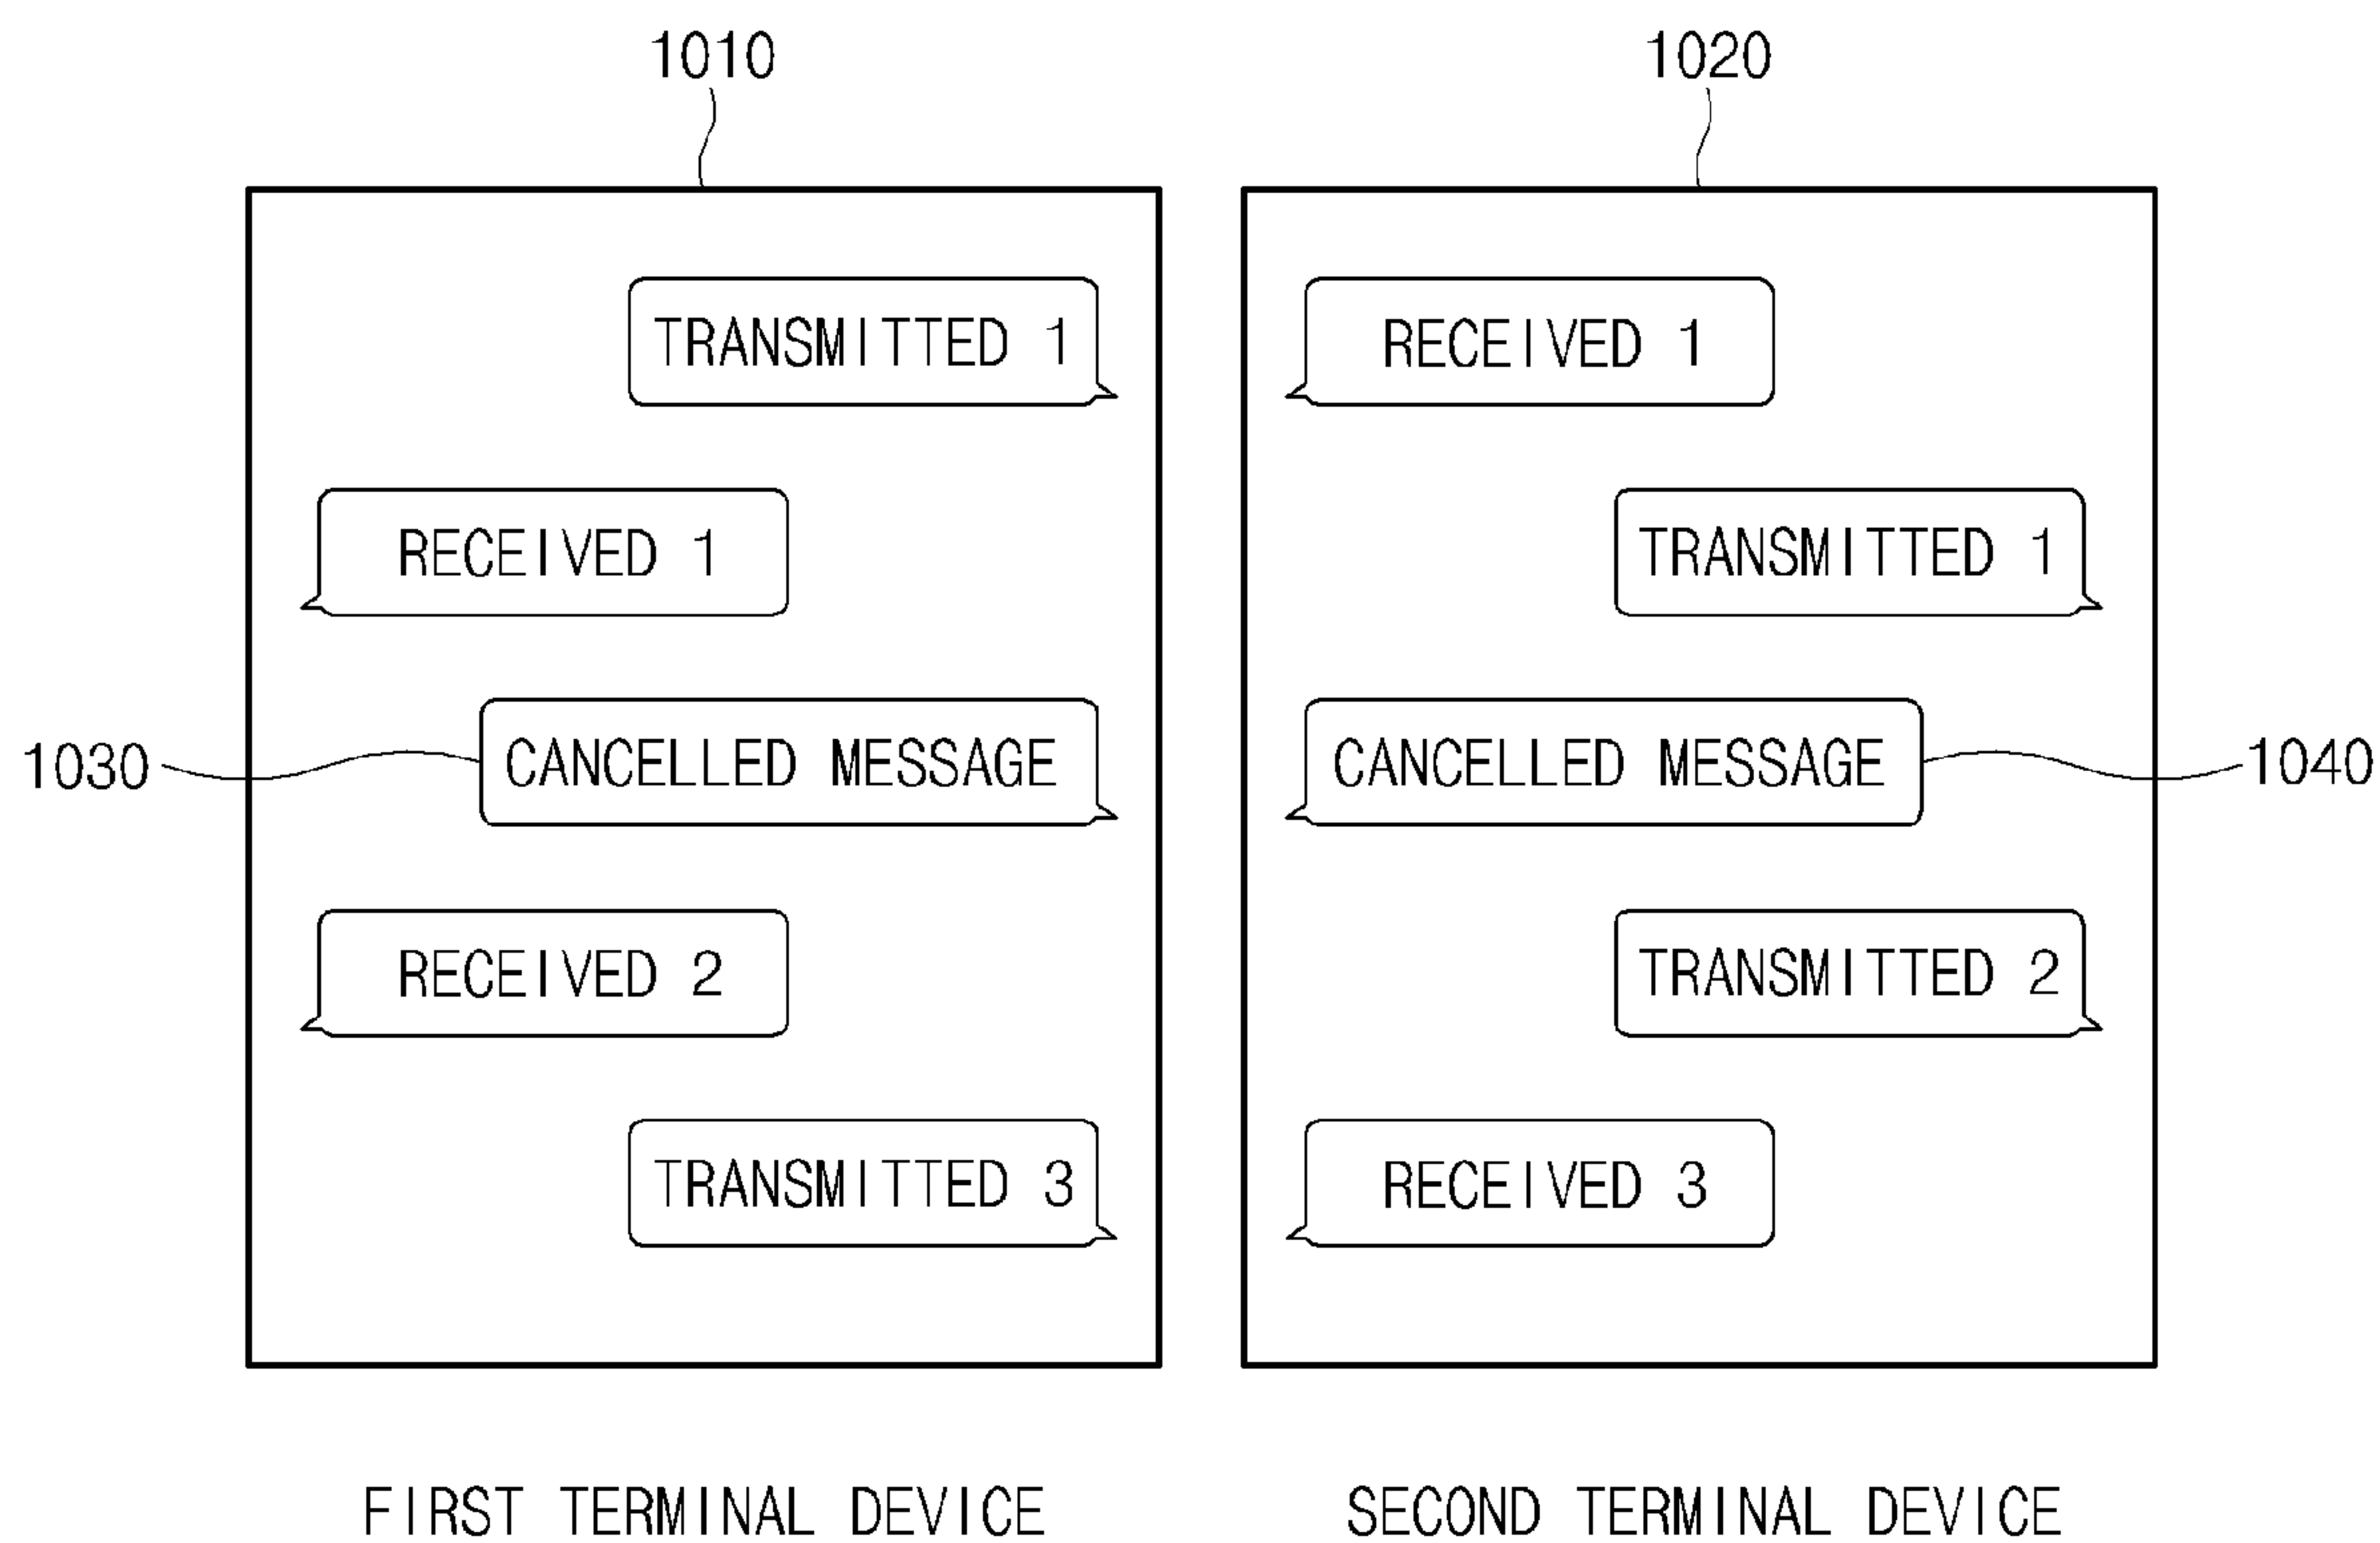 1010
1020
TRANSMITTED 1
RECEIVED 1
RECEIVED 1
TRANSMITTED 1
1030
CANCELLED MESSAGE
CANCELLED MESSAGE
1040
RECEIVED 2
TRANSMITTED 2
TRANSMITTED 3
RECEIVED 3
FIRST TERMINAL DEVICE
SECOND TERMINAL DEVICE